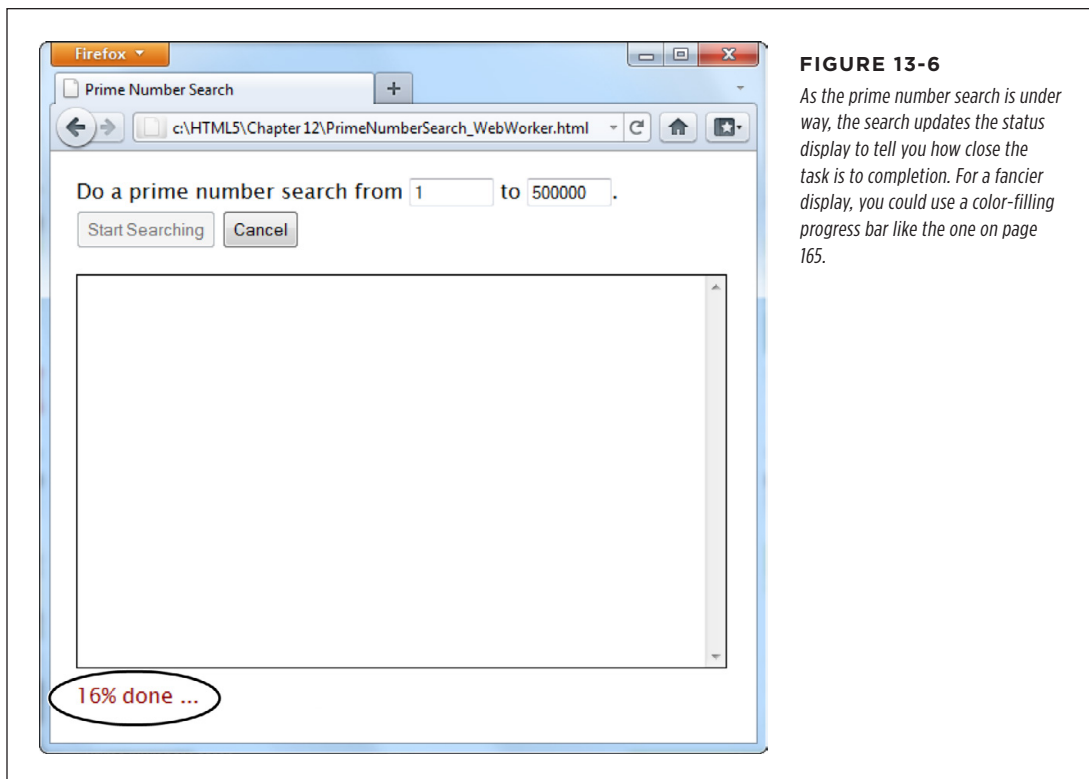 Firefox
Prime Number Search
c:\HTML5\Chapter 12\PrimeNumberSearch_WebWorker.html
Do a prime number search from 1 to 500000 .
Start Searching Cancel
16% done ...
FIGURE 13-6
As the prime number search is under
way, the search updates the status
display to tell you how close the
task is to completion. For a fancier
display, you could use a color-filling
progress bar like the one on page
165.